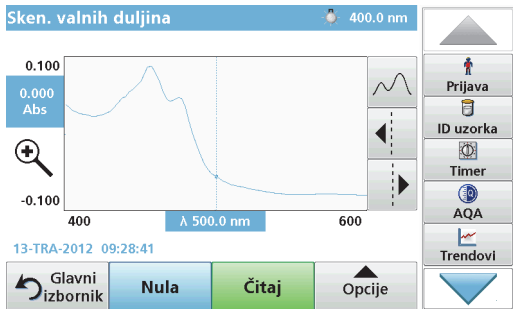 Sken. valnih duljina
400.0 nm
0.100
0.000
Abs
-0.100
400
λ 500.0 nm
600
13-TRA-2012 09:28:41
Glavni
izbornik
Nula
Čitaj
Opcije
Prijava
ID uzorka
Timer
AQA
Trendovi